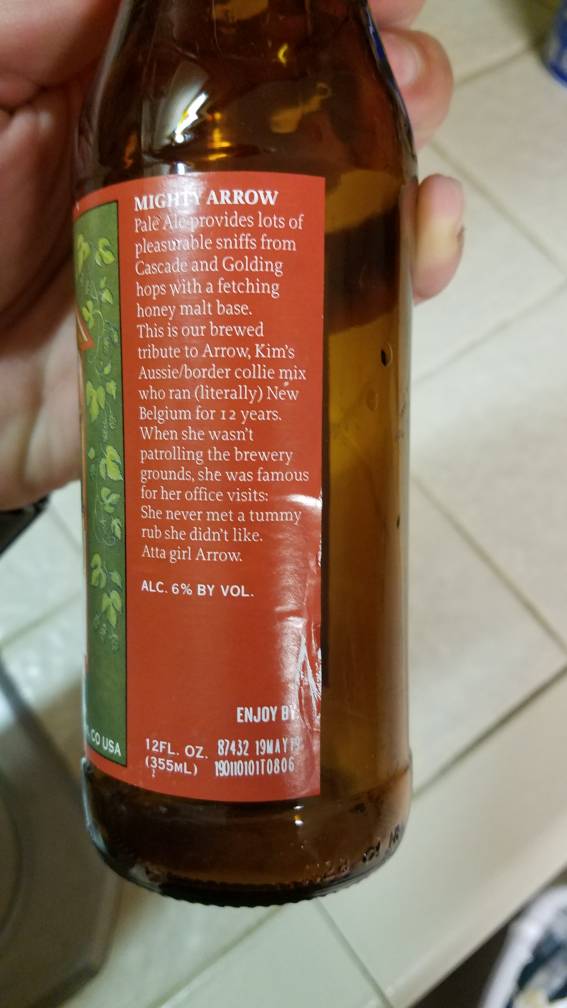 MIGHTY ARROW
Pale Ale provides lots of
pleasurable sniffs from
Cascade and Golding
hops with a fetching
honey malt base.
This is our brewed
tribute to Arrow, Kim's
Aussie/border collie mix
who ran (literally) New
Belgium for 12 years.
When she wasn't
patrolling the brewery
grounds, she was famous
for her office visits:
She never met a tummy
rub she didn't like.
Atta girl Arrow.
ALC. 6% BY VOL.
ENJOY BY:
12FL. OZ. 87432 19MAY19
(355ML) 190110101T0806
CO USA